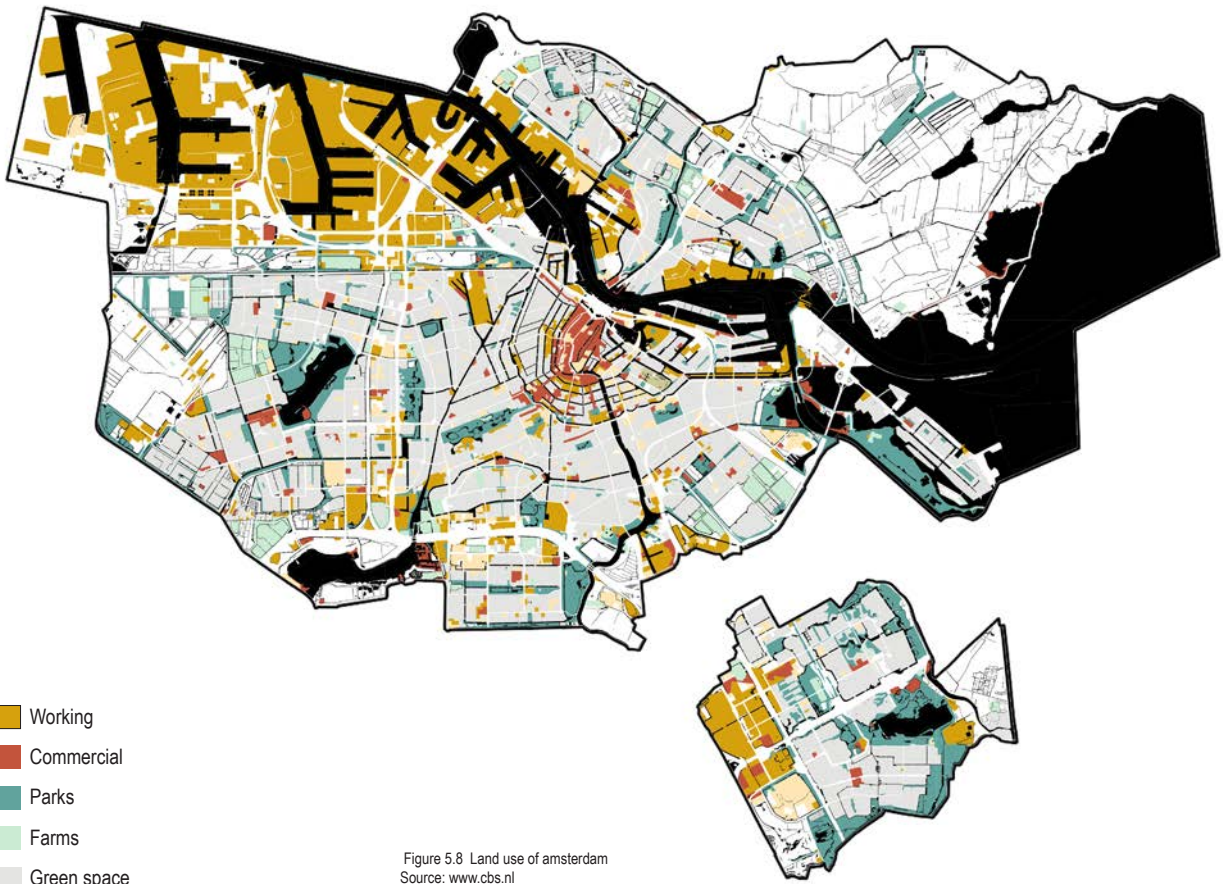 Working
Commercial
Parks
Farms
Green space
Figure 5.8 Land use of amsterdam
Source: www.cbs.nl